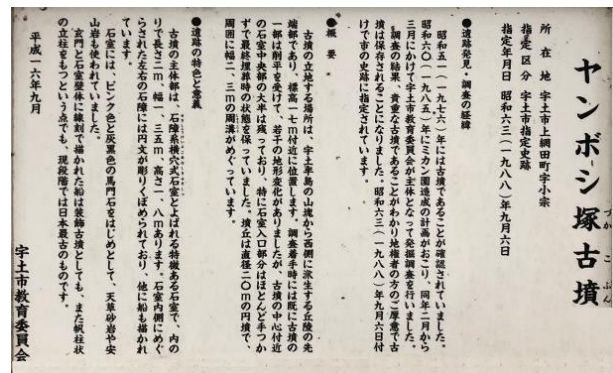 ヤンボシ塚古墳
づかこふん
所在地 宇土市上網田町字小宗
指定区分 宇土市指定史跡
指定年月日 昭和六三(一九八八)年九月六日
●遺跡発見・調査の経緯
昭和五一(一九七六)年には古墳であることが確認されていました。
昭和六〇(一九八五)年にミカン園造成の計画がおこり、同年二月から
三月にかけて宇土市教育委員会が主体となって発掘調査を行いました。
調査の結果、貴重な古墳であることがわかり地権者の方のご厚意で古
墳は保存されることになりました。昭和六三(一九八八)年九月六日付
けで市の史跡に指定されています。
●概要
古墳の立地する場所は、宇土半島の山塊から西側に派生する丘陵の先
端部であり、標高一七m付近に位置します。調査着手時には既に古墳の
一部は削平を受けて、若干の地形変化がありましたが、古墳の中心付近
の石室中央部の大半は残っており、特に石室入口部分はほとんど手つか
ずで最終埋葬時の状態を保っていました。墳丘は直径二〇mの円墳で、
周囲に幅二、三mの周溝がめぐっています。
●遺跡の特色と意義
古墳の主体部は、石障系横穴式石室とよばれる特徴ある石室で、内の
りで長さ二m、幅一、三五m、高さ一、八mあります。石室内側にめぐ
らされた左右の石障には円文が彫りくぼめられており、他に船も描かれ
ています。
石室には、ピンク色と灰黒色の馬門石をはじめとして、天草砂岩や安
山岩も使われていました。
玄門と石室壁体に線刻で描かれた船は装飾古墳としても、また帆柱状
の立柱をもつという点でも、現段階では日本最古のものです。
平成一六年九月
宇土市教育委員会